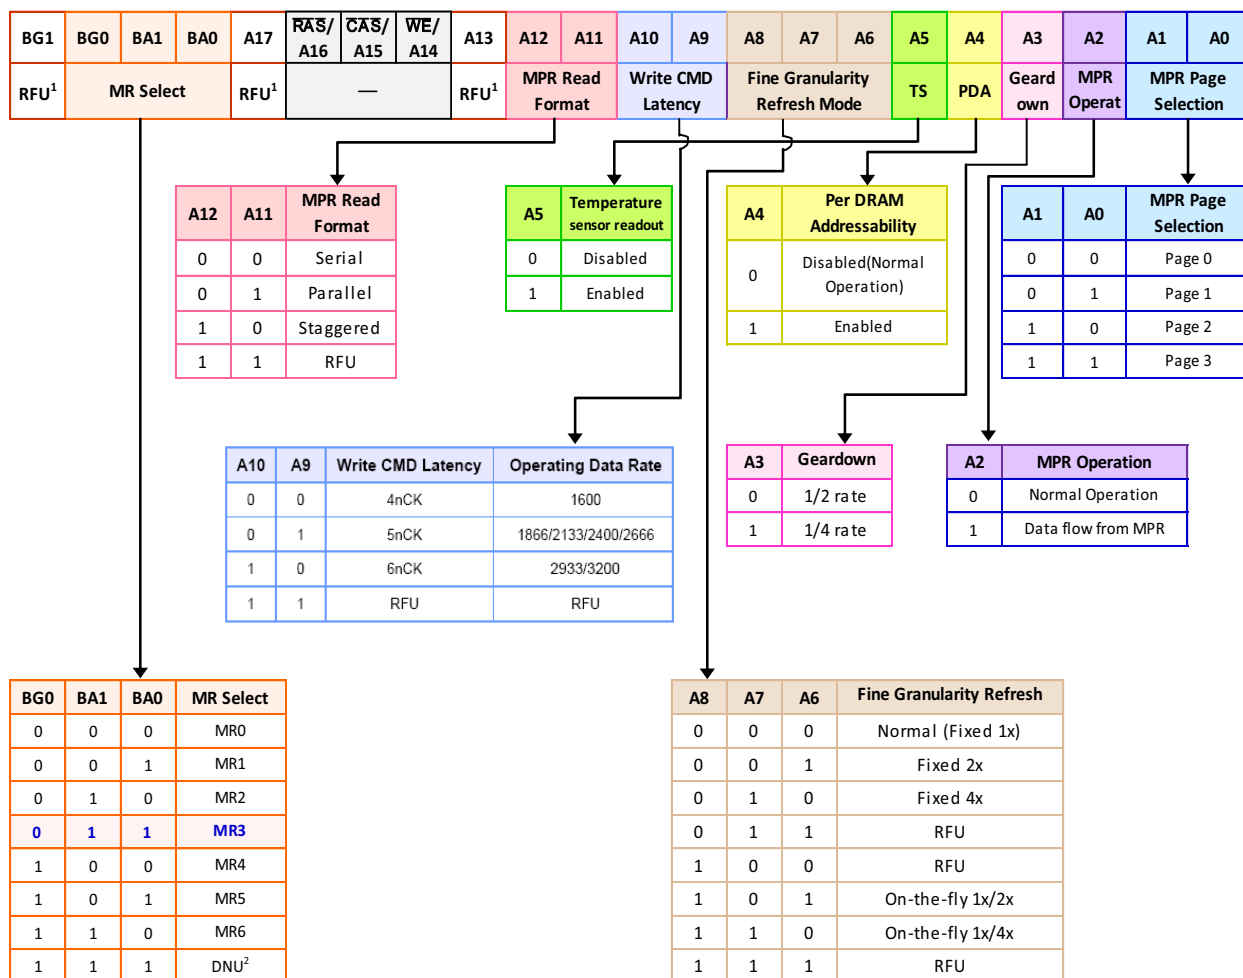 BG1 BG0 BA1 BA0 A17 RAS/ A16 CAS/ A15 WE/ A14 A13 A12 A11 A10 A9 A8 A7 A6 A5 A4 A3 A2 A1 A0
RFU1 MR Select RFU1 — RFU1 MPR Read Format Write CMD Latency Fine Granularity Refresh Mode TS PDA Geard own MPR Operat MPR Page Selection
A12 A11 MPR Read Format
0 0 Serial
0 1 Parallel
1 0 Staggered
1 1 RFU
A5 Temperature sensor readout
0 Disabled
1 Enabled
A4 Per DRAM Addressability
0 Disabled(Normal Operation)
1 Enabled
A1 A0 MPR Page Selection
0 0 Page 0
0 1 Page 1
1 0 Page 2
1 1 Page 3
A10 A9 Write CMD Latency Operating Data Rate
0 0 4nCK 1600
0 1 5nCK 1866/2133/2400/2666
1 0 6nCK 2933/3200
1 1 RFU RFU
A3 Geardown
0 1/2 rate
1 1/4 rate
A2 MPR Operation
0 Normal Operation
1 Data flow from MPR
BG0 BA1 BA0 MR Select
0 0 0 MR0
0 0 1 MR1
0 1 0 MR2
0 1 1 MR3
1 0 0 MR4
1 0 1 MR5
1 1 0 MR6
1 1 1 DNU2
A8 A7 A6 Fine Granularity Refresh
0 0 0 Normal (Fixed 1x)
0 0 1 Fixed 2x
0 1 0 Fixed 4x
0 1 1 RFU
1 0 0 RFU
1 0 1 On-the-fly 1x/2x
1 1 0 On-the-fly 1x/4x
1 1 1 RFU